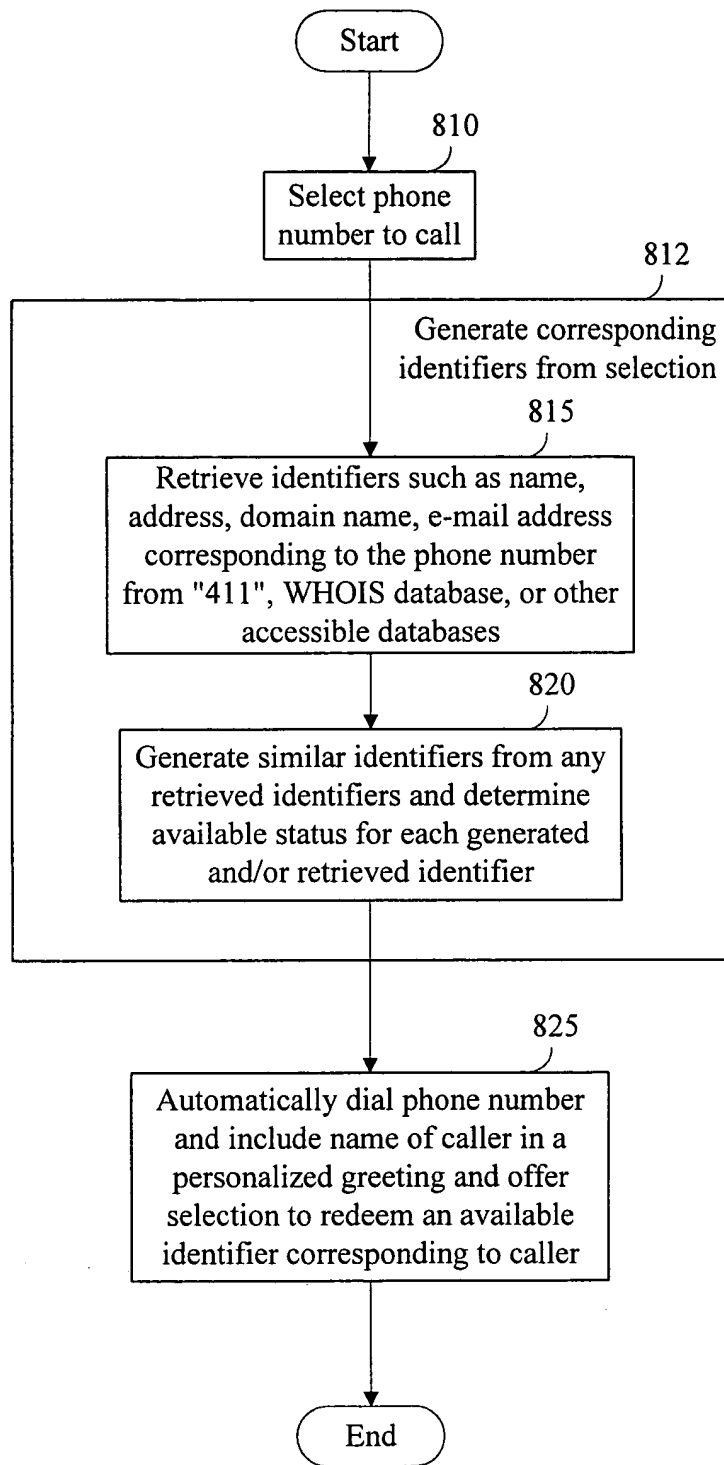 Start
810
Select phone
number to call
812
Generate corresponding
identifiers from selection
815
Retrieve identifiers such as name,
address, domain name, e-mail address
corresponding to the phone number
from "411", WHOIS database, or other
accessible databases
820
Generate similar identifiers from any
retrieved identifiers and determine
available status for each generated
and/or retrieved identifier
825
Automatically dial phone number
and include name of caller in a
personalized greeting and offer
selection to redeem an available
identifier corresponding to caller
End